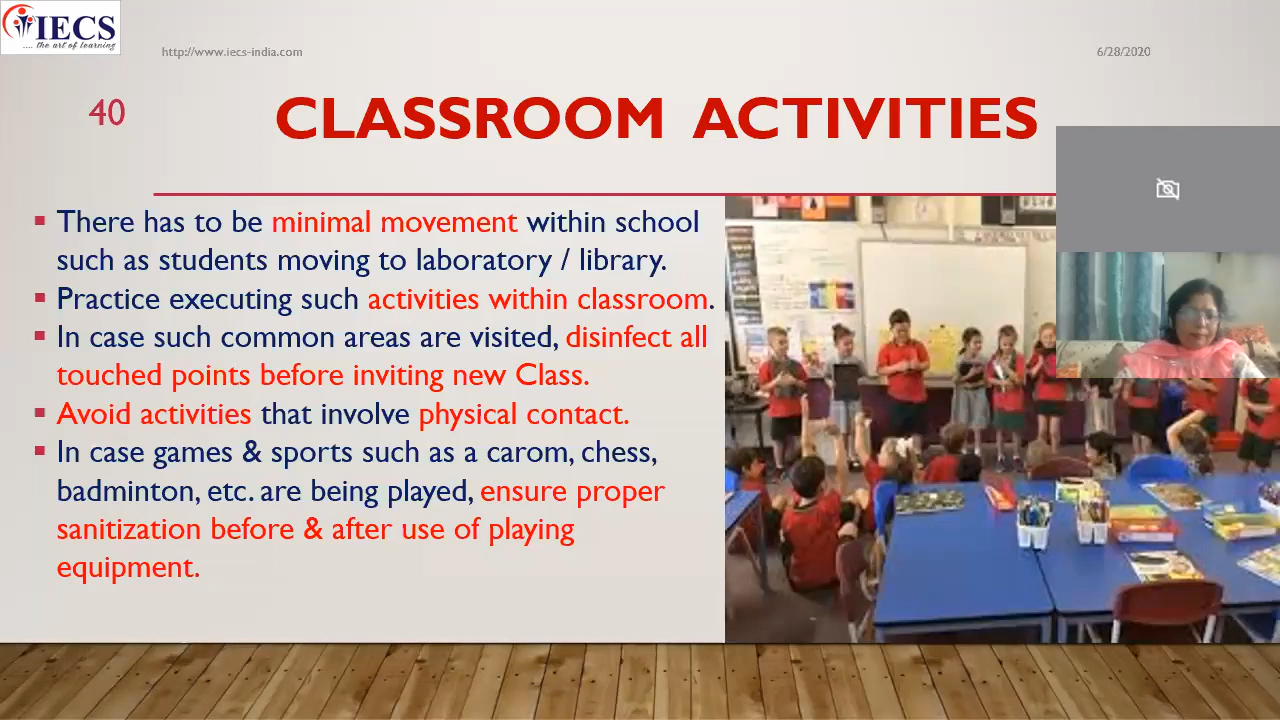 IECS
.... the art of learning
http://www.iecs-india.com
6/28/2020
40
CLASSROOM ACTIVITIES
There has to be minimal movement within school
such as students moving to laboratory / library.
Practice executing such activities within classroom.
In case such common areas are visited, disinfect all
touched points before inviting new Class.
Avoid activities that involve physical contact.
In case games & sports such as a carom, chess,
badminton, etc. are being played, ensure proper
sanitization before & after use of playing
equipment.